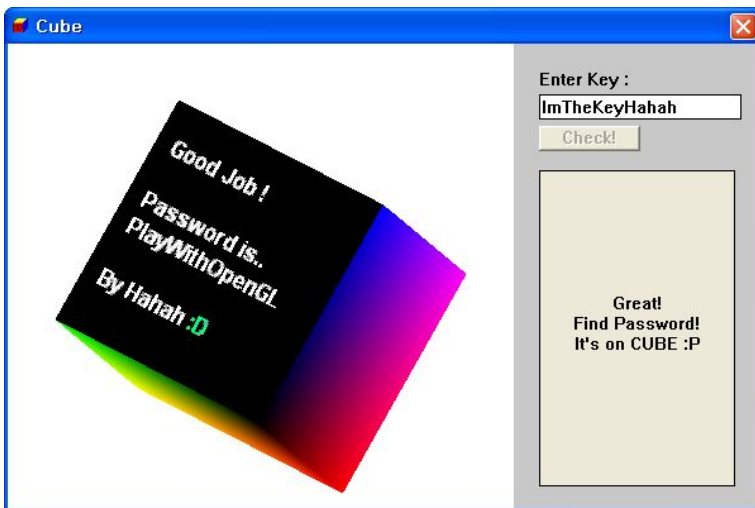 Cube
Good Job !
Password is..
PlayWithOpenGL
By Hahah :D
Enter Key :
ImTheKeyHahah
Check!
Great!
Find Password!
It's on CUBE :P